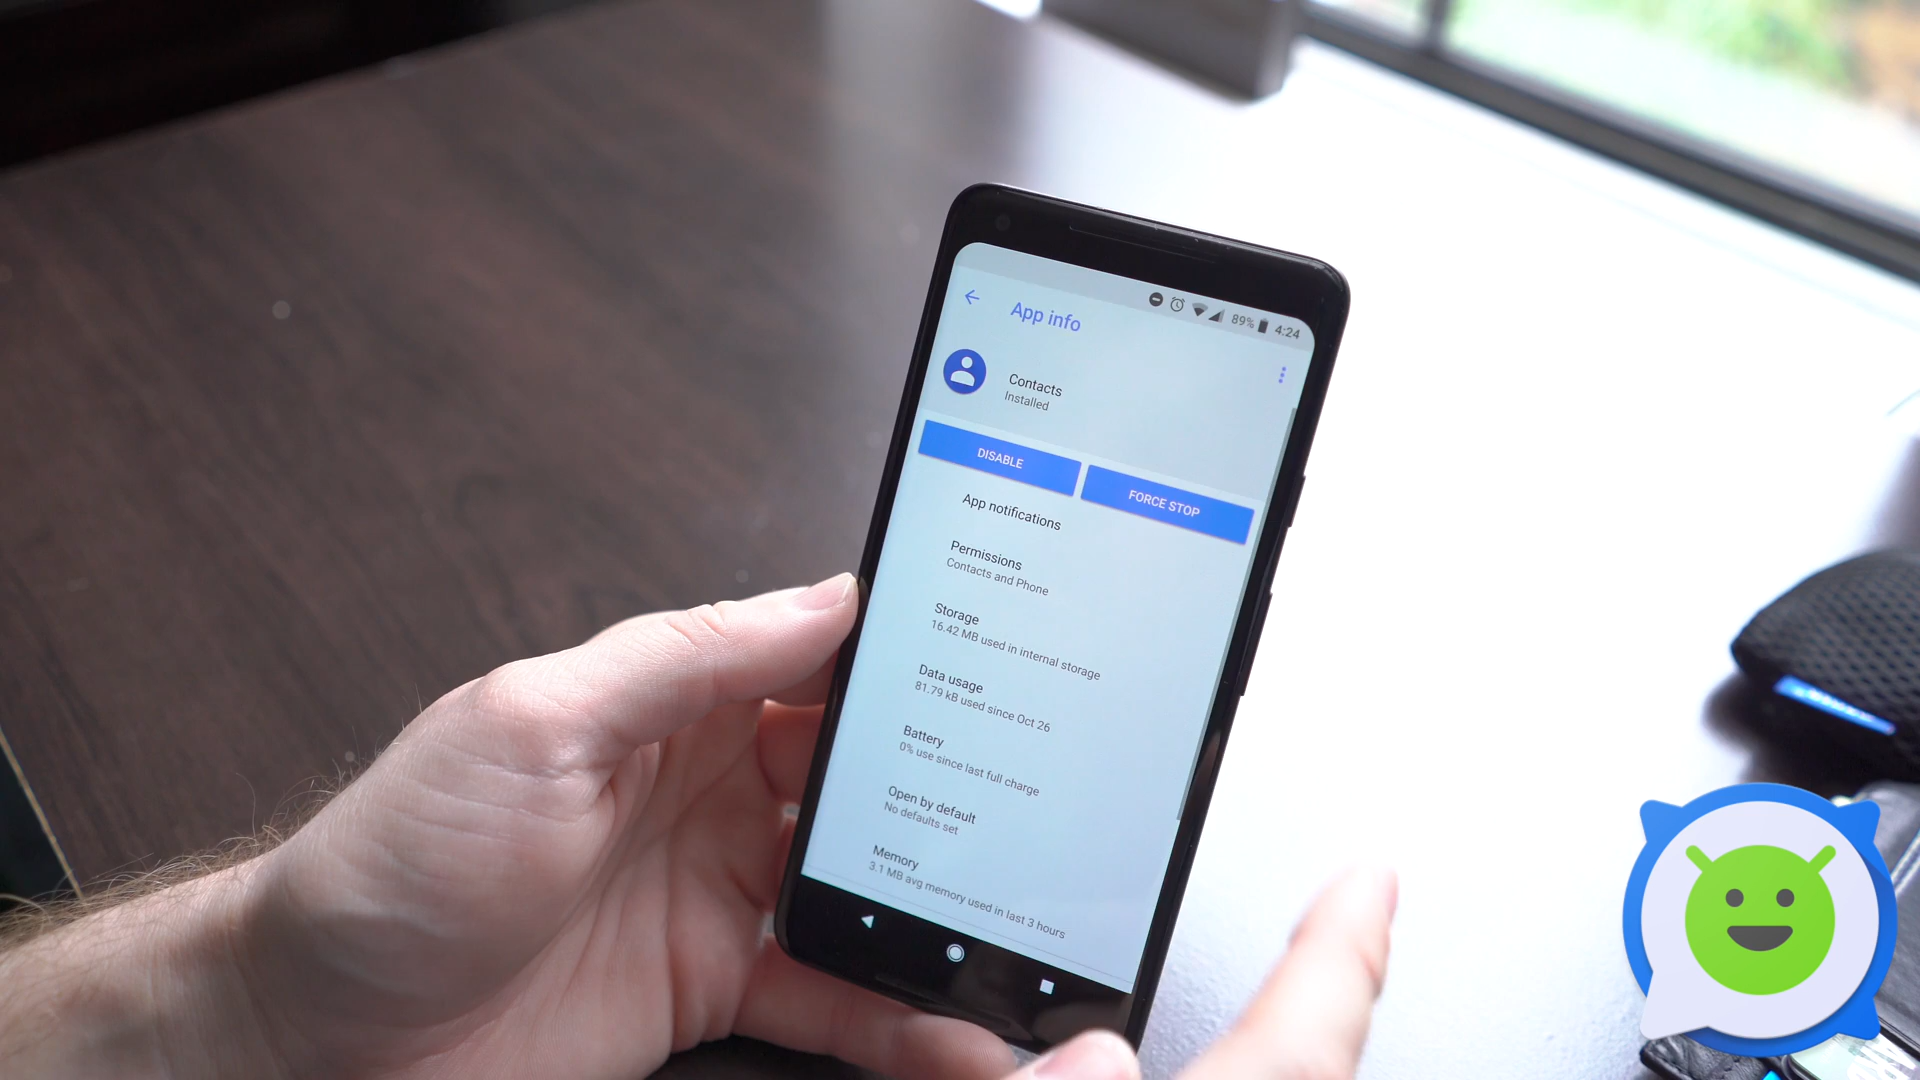 89% 4:24
App info
Contacts
Installed
DISABLE
FORCE STOP
App notifications
Permissions
Contacts and Phone
Storage
16.42 MB used in internal storage
Data usage
81.79 kB used since Oct 26
Battery
0% use since last full charge
Open by default
No defaults set
Memory
3.1 MB avg memory used in last 3 hours